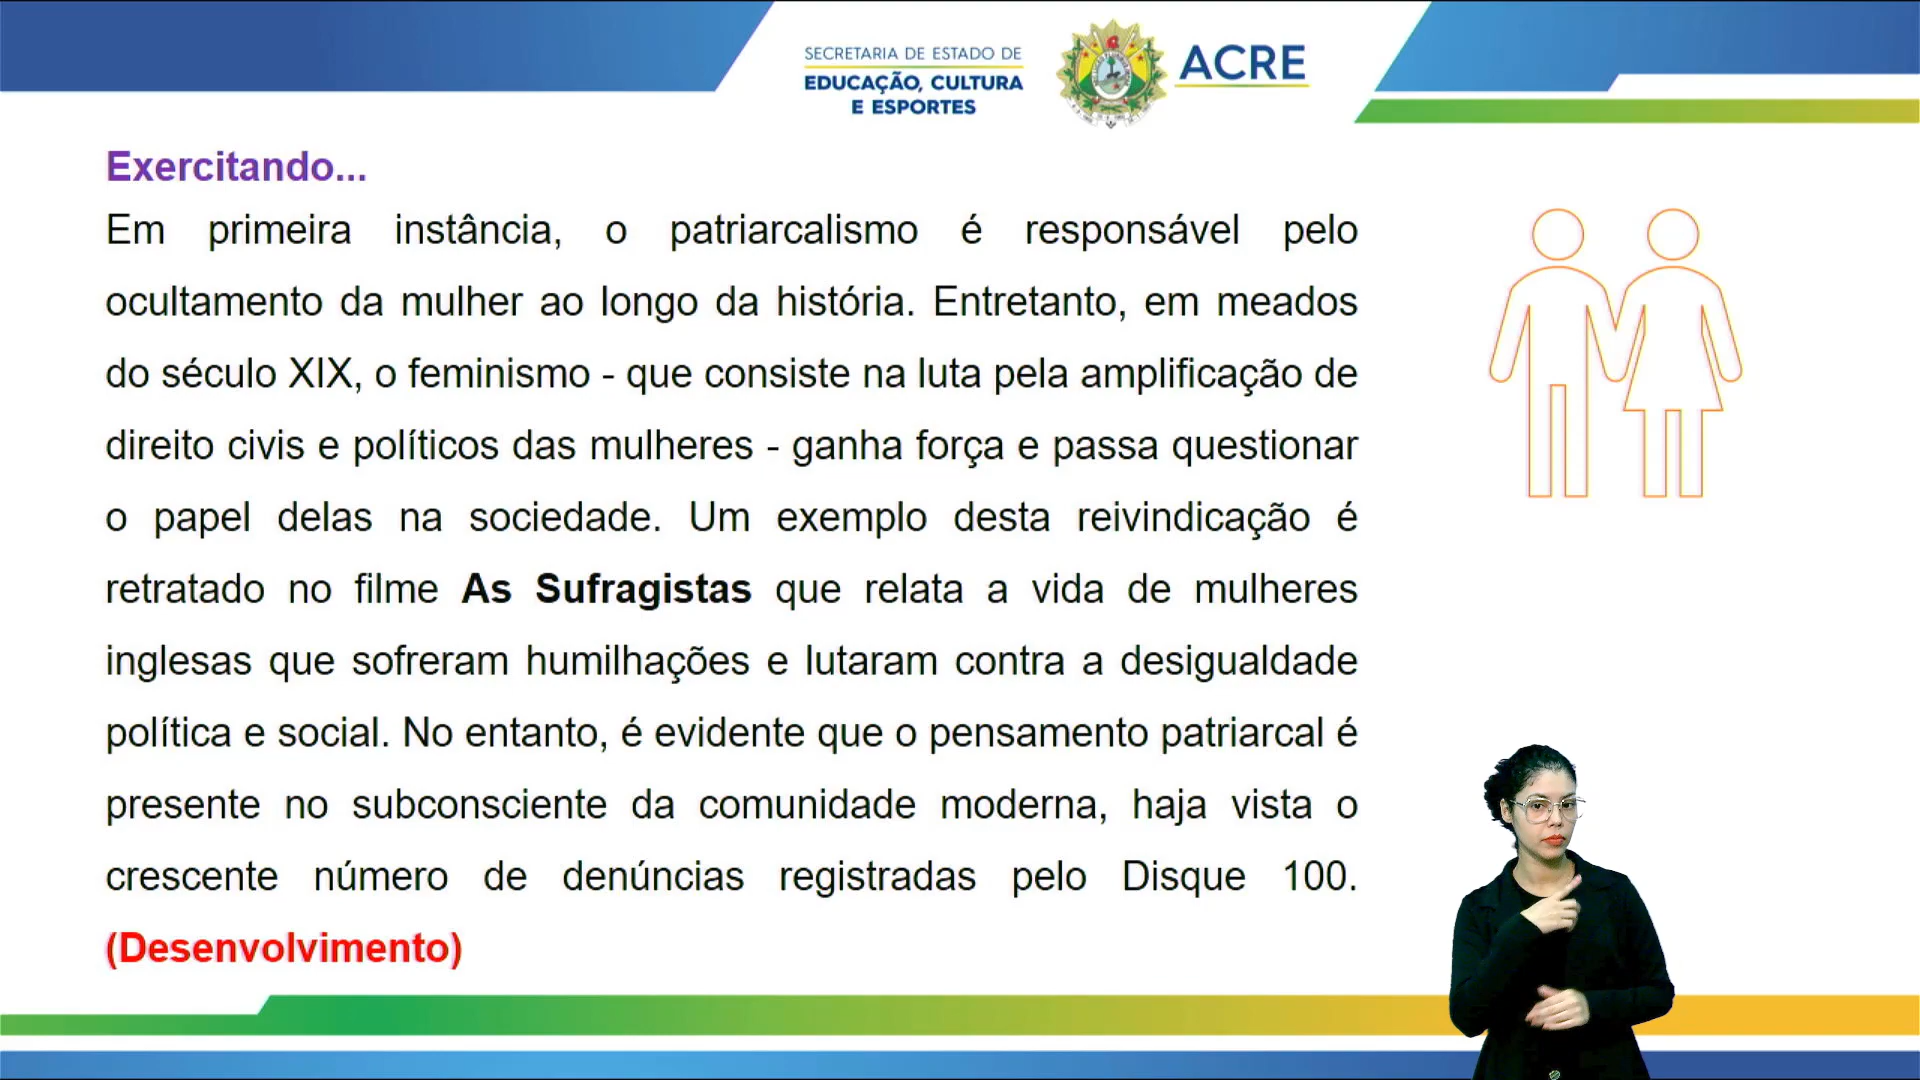 SECRETARIA DE ESTADO DE
EDUCAÇÃO, CULTURA
E ESPORTES
ACRE
Exercitando...
Em primeira instância, o patriarcalismo é responsável pelo
ocultamento da mulher ao longo da história. Entretanto, em meados
do século XIX, o feminismo - que consiste na luta pela amplificação de
direito civis e políticos das mulheres - ganha força e passa questionar
o papel delas na sociedade. Um exemplo desta reivindicação é
retratado no filme As Sufragistas que relata a vida de mulheres
inglesas que sofreram humilhações e lutaram contra a desigualdade
política e social. No entanto, é evidente que o pensamento patriarcal é
presente no subconsciente da comunidade moderna, haja vista o
crescente número de denúncias registradas pelo Disque 100.
(Desenvolvimento)